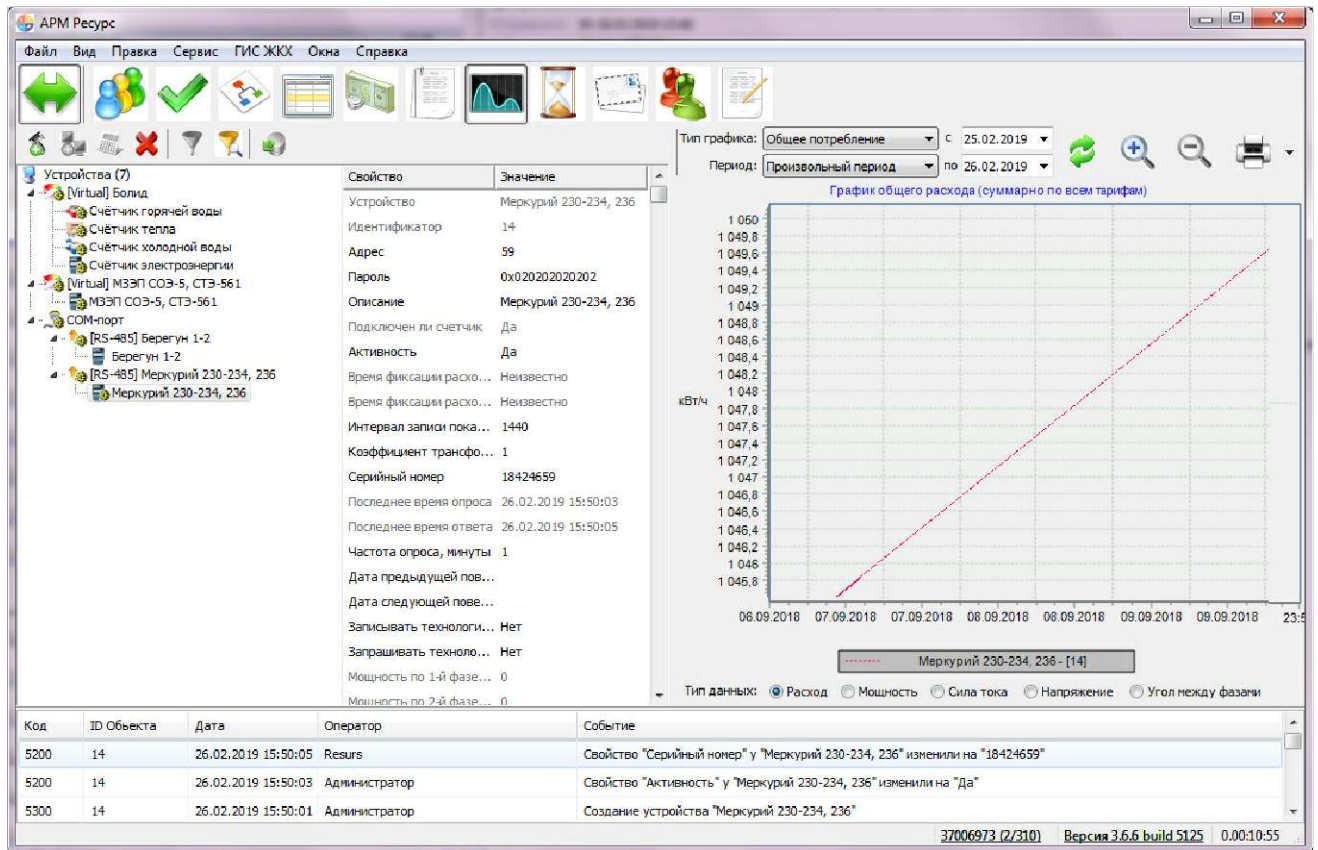 АРМ Ресурс
Файл Вид Правка Сервис ГИС ЖКХ Окна Справка
Тип графика: Общее потребление с 25.02.2019
Период: Произвольный период по 26.02.2019
Устройства (7)
[Virtual] Болид
Счётчик горячей воды
Счётчик тепла
Счётчик холодной воды
Счётчик электроэнергии
[Virtual] МЗЭП СОЭ-5, СТЭ-561
МЗЭП СОЭ-5, СТЭ-561
COM-порт
[RS-485] Берегун 1-2
Берегун 1-2
[RS-485] Меркурий 230-234, 236
Меркурий 230-234, 236
Свойство Значение
Устройство Меркурий 230-234, 236
Идентификатор 14
Адрес 59
Пароль 0x020202020202
Описание Меркурий 230-234, 236
Подключен ли счетчик Да
Активность Да
Время фиксации расхо... Неизвестно
Время фиксации расхо... Неизвестно
Интервал записи пока... 1440
Коэффициент трансфо... 1
Серийный номер 18424659
Последнее время опроса 26.02.2019 15:50:03
Последнее время ответа 26.02.2019 15:50:05
Частота опроса, минуты 1
Дата предыдущей пов...
Дата следующей пове...
Записывать технологи... Нет
Запрашивать техноло... Нет
Мощность по 1-й фазе... 0
Мощность по 2-й фазе... 0
График общего расхода (суммарно по всем тарифам)
1 050
1 049,8
1 049,6
1 049,4
1 049,2
1 049
1 048,8
1 048,6
1 048,4
1 048,2
1 048
кВт/ч
1 047,8
1 047,6
1 047,4
1 047,2
1 047
1 046,8
1 046,6
1 046,4
1 046,2
1 046
1 045,8
06.09.2018 07.09.2018 07.09.2018 08.09.2018 08.09.2018 09.09.2018 09.09.2018 23:5
Меркурий 230-234, 236 - [14]
Тип данных: Расход Мощность Сила тока Напряжение Угол между фазами
Код ID Объекта Дата Оператор Событие
5200 14 26.02.2019 15:50:05 Resurs Свойство "Серийный номер" у "Меркурий 230-234, 236" изменили на "18424659"
5200 14 26.02.2019 15:50:03 Администратор Свойство "Активность" у "Меркурий 230-234, 236" изменили на "Да"
5300 14 26.02.2019 15:50:01 Администратор Создание устройства "Меркурий 230-234, 236"
37006973 (2/310) Версия 3.6.6 build 5125 0.00:10:55